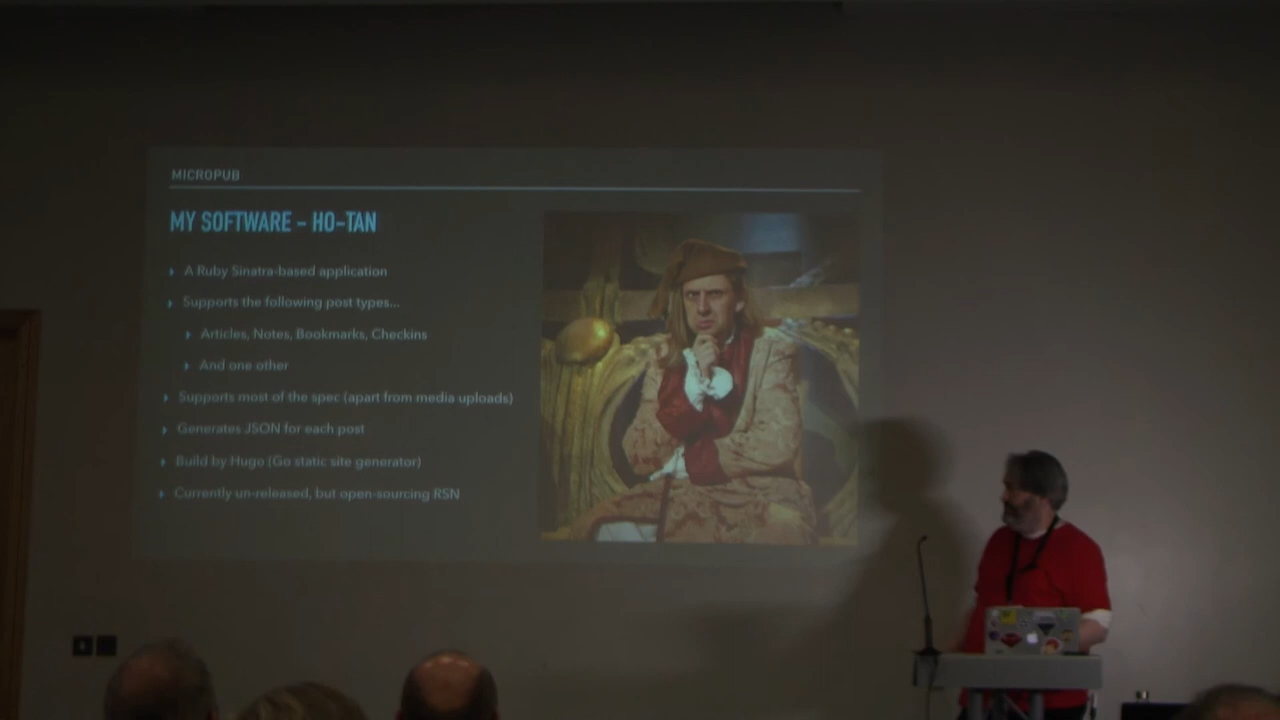 MICROPUB
MY SOFTWARE - HO-TAN
A Ruby Sinatra-based application
Supports the following post types...
Articles, Notes, Bookmarks, Checkins
And one other
Supports most of the spec (apart from media uploads)
Generates JSON for each post
Build by Hugo (Go static site generator)
Currently un-released, but open-sourcing RSN